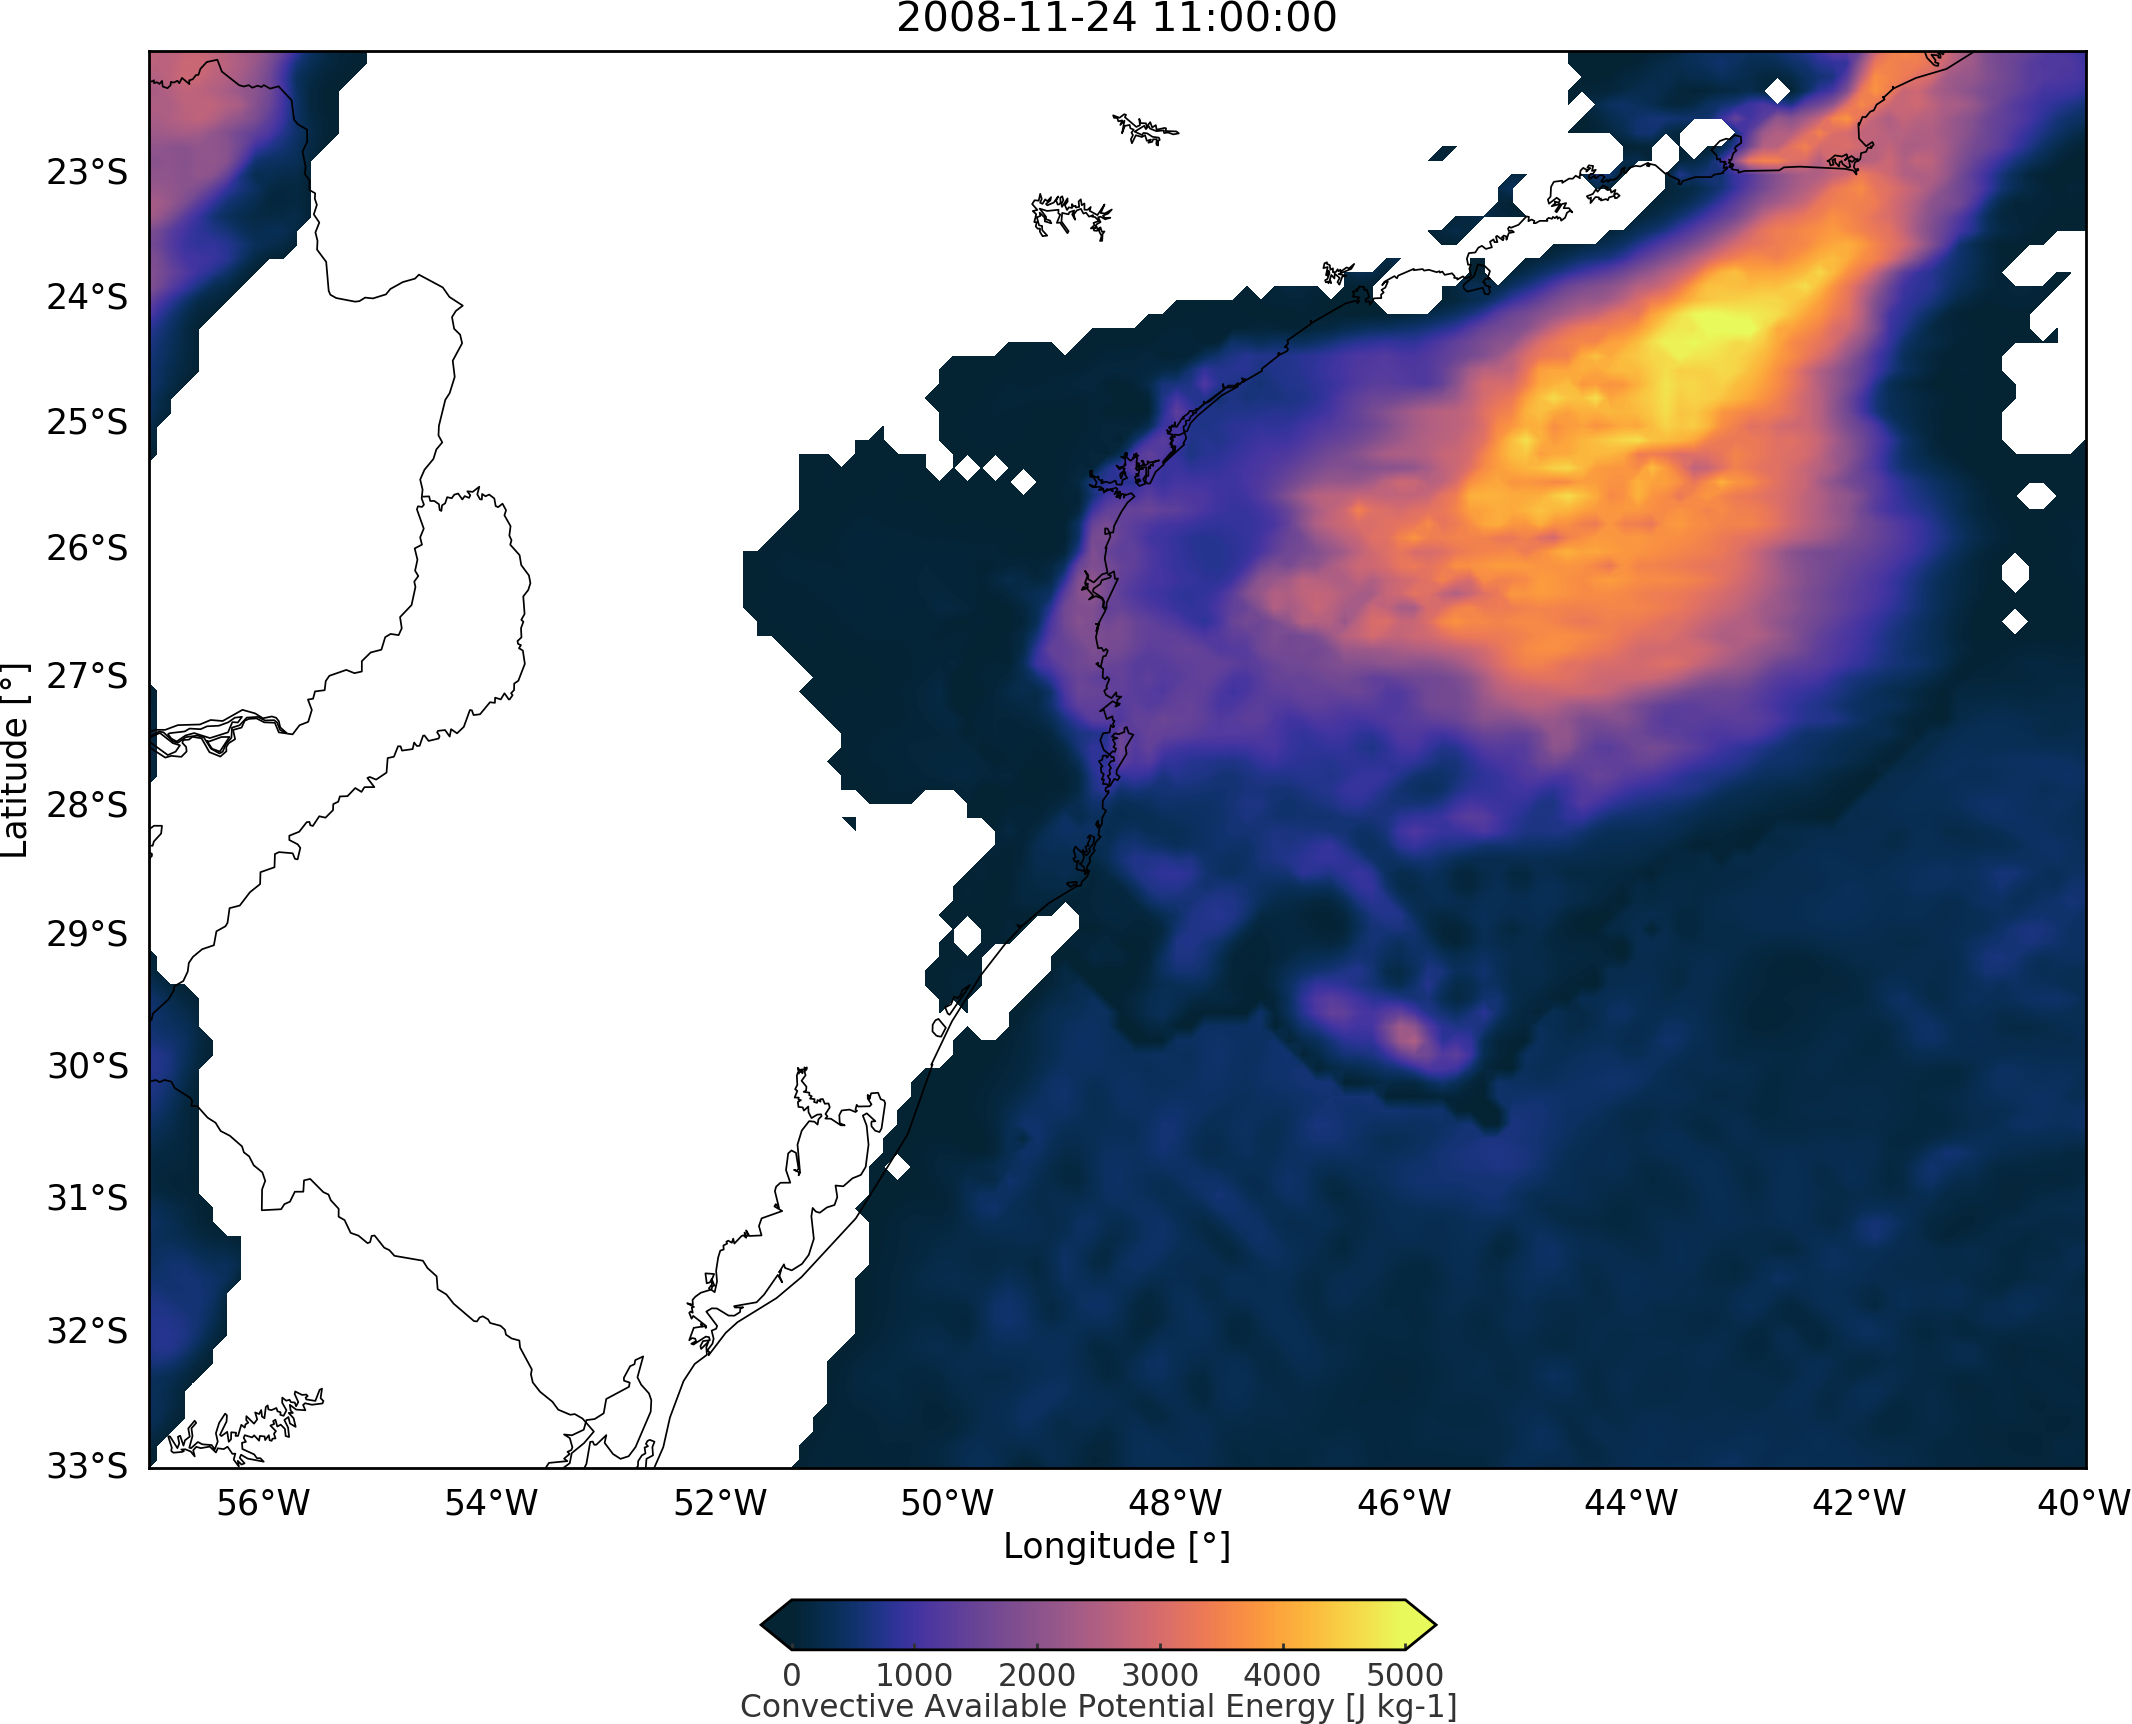 2008-11-24 11:00:00
23°S
24°S
25°S
26°S
27°S
28°S
29°S
30°S
31°S
32°S
33°S
Latitude [°]
56°W 54°W 52°W 50°W 48°W 46°W 44°W 42°W 40°W
Longitude [°]
0 1000 2000 3000 4000 5000
Convective Available Potential Energy [J kg-1]